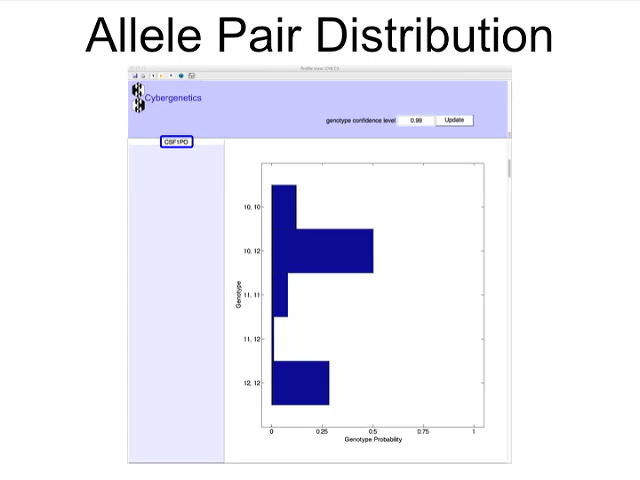 Allele Pair Distribution
Cybergenetics
genotype confidence level 0.99 Update
CSF1PO
10, 10
10, 12
11, 11
11, 12
12, 12
Genotype
0 0.25 0.5 0.75 1
Genotype Probability